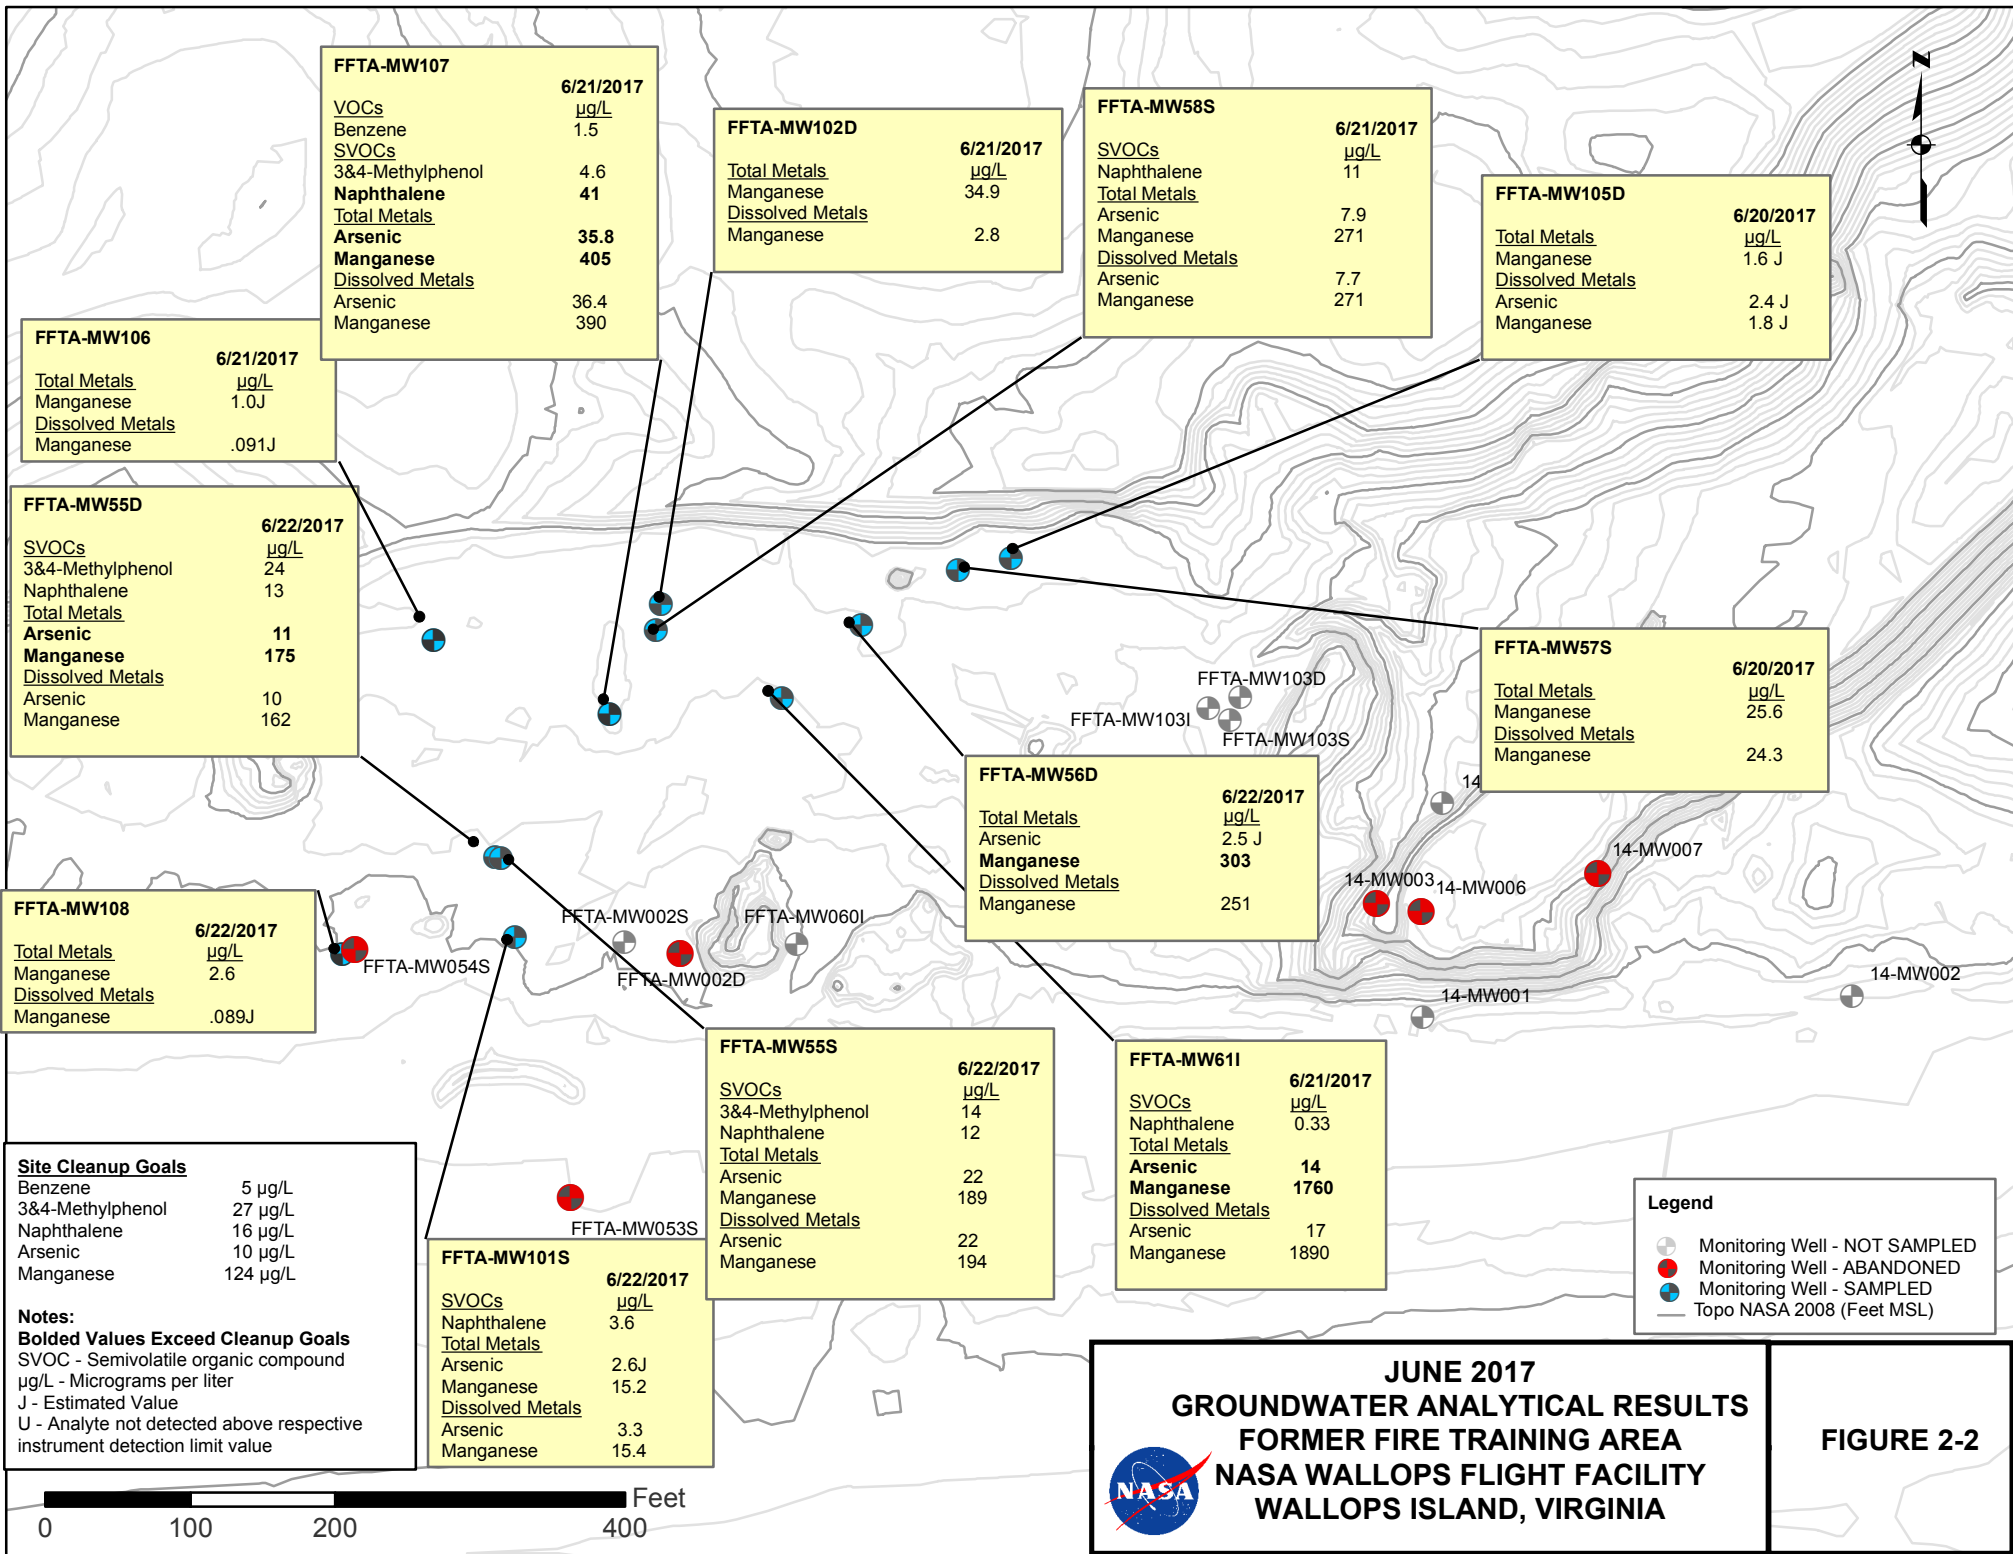 FFTA-MW107
6/21/2017
VOCs µg/L
Benzene 1.5
SVOCs
3&4-Methylphenol 4.6
Naphthalene 41
Total Metals
Arsenic 35.8
Manganese 405
Dissolved Metals
Arsenic 36.4
Manganese 390
FFTA-MW102D
6/21/2017
Total Metals µg/L
Manganese 34.9
Dissolved Metals
Manganese 2.8
FFTA-MW58S
6/21/2017
SVOCs µg/L
Naphthalene 11
Total Metals
Arsenic 7.9
Manganese 271
Dissolved Metals
Arsenic 7.7
Manganese 271
FFTA-MW105D
6/20/2017
Total Metals µg/L
Manganese 1.6 J
Dissolved Metals
Arsenic 2.4 J
Manganese 1.8 J
Z
FFTA-MW106
6/21/2017
Total Metals µg/L
Manganese 1.0J
Dissolved Metals
Manganese .091J
FFTA-MW55D
6/22/2017
SVOCs µg/L
3&4-Methylphenol 24
Naphthalene 13
Total Metals
Arsenic 11
Manganese 175
Dissolved Metals
Arsenic 10
Manganese 162
FFTA-MW57S
6/20/2017
Total Metals µg/L
Manganese 25.6
Dissolved Metals
Manganese 24.3
FFTA-MW103D
FFTA-MW103I
FFTA-MW103S
FFTA-MW56D
6/22/2017
Total Metals µg/L
Arsenic 2.5 J
Manganese 303
Dissolved Metals
Manganese 251
14
14-MW007
14-MW003
14-MW006
14-MW002
14-MW001
FFTA-MW108
6/22/2017
Total Metals µg/L
Manganese 2.6
Dissolved Metals
Manganese .089J
FFTA-MW054S
FFTA-MW002S
FFTA-MW060I
FFTA-MW002D
FFTA-MW55S
6/22/2017
SVOCs µg/L
3&4-Methylphenol 14
Naphthalene 12
Total Metals
Arsenic 22
Manganese 189
Dissolved Metals
Arsenic 22
Manganese 194
FFTA-MW61I
6/21/2017
SVOCs µg/L
Naphthalene 0.33
Total Metals
Arsenic 14
Manganese 1760
Dissolved Metals
Arsenic 17
Manganese 1890
FFTA-MW053S
FFTA-MW101S
6/22/2017
SVOCs µg/L
Naphthalene 3.6
Total Metals
Arsenic 2.6J
Manganese 15.2
Dissolved Metals
Arsenic 3.3
Manganese 15.4
Site Cleanup Goals
Benzene 5 µg/L
3&4-Methylphenol 27 µg/L
Naphthalene 16 µg/L
Arsenic 10 µg/L
Manganese 124 µg/L
Notes:
Bolded Values Exceed Cleanup Goals
SVOC - Semivolatile organic compound
µg/L - Micrograms per liter
J - Estimated Value
U - Analyte not detected above respective
instrument detection limit value
Legend
Monitoring Well - NOT SAMPLED
Monitoring Well - ABANDONED
Monitoring Well - SAMPLED
Topo NASA 2008 (Feet MSL)
Feet
0 100 200 400
JUNE 2017
GROUNDWATER ANALYTICAL RESULTS
FORMER FIRE TRAINING AREA
NASA WALLOPS FLIGHT FACILITY
WALLOPS ISLAND, VIRGINIA
NASA
FIGURE 2-2